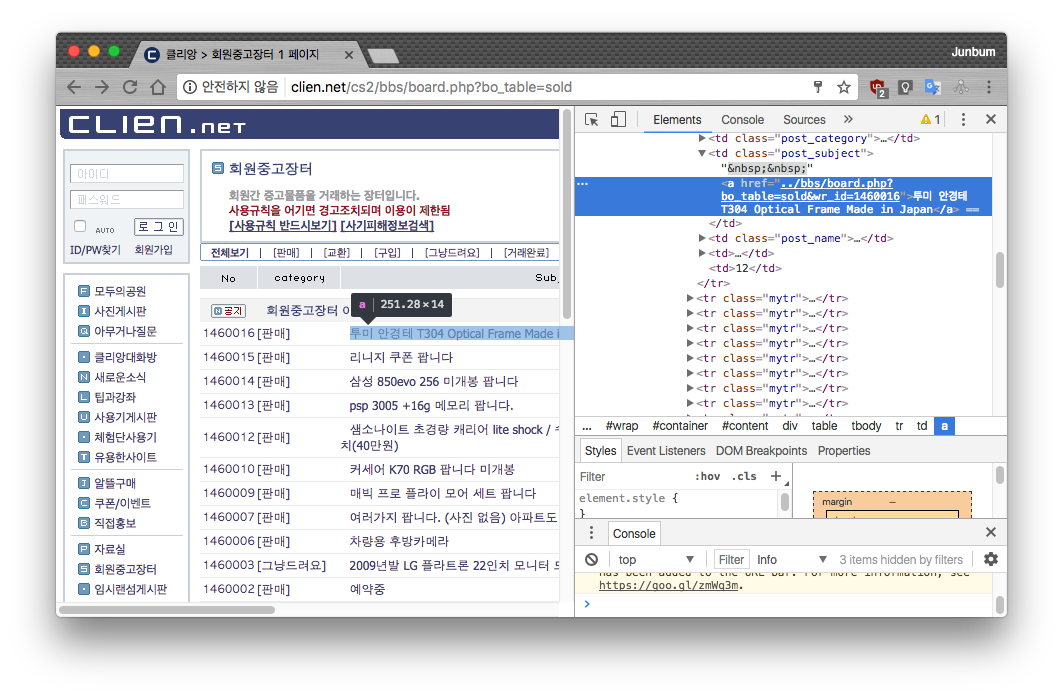 클리앙 > 회원중고장터 1 페이지
Junbum
안전하지 않음
clien.net/cs2/bbs/board.php?bo_table=sold
2
CLIEN.NET
아이디
패스워드
AUTO
로 그 인
ID/PW찾기 회원가입
F 모두의공원
I 사진게시판
Q 아무거나질문
클리앙대화방
N 새로운소식
L 팁과강좌
U 사용기게시판
체험단사용기
T 유용한사이트
J 알뜰구매
C 쿠폰/이벤트
B 직접홍보
P 자료실
S 회원중고장터
임시랜섬게시판
S 회원중고장터
회원간 중고물품을 거래하는 장터입니다.
사용규칙을 어기면 경고조치되며 이용이 제한됨
[사용규칙 반드시보기] [사기피해정보검색]
전체보기 | [판매] | [교환] | [구입] | [그냥드려요] | [거래완료]
No category Sub
N 공지 회원중고장터 이
a 251.28 × 14
1460016 [판매] 투미 안경테 T304 Optical Frame Made i
1460015 [판매] 리니지 쿠폰 팝니다
1460014 [판매] 삼성 850evo 256 미개봉 팝니다
1460013 [판매] psp 3005 +16g 메모리 팝니다.
1460012 [판매] 샘소나이트 초경량 캐리어 lite shock /
치(40만원)
1460010 [판매] 커세어 K70 RGB 팝니다 미개봉
1460009 [판매] 매빅 프로 플라이 모어 세트 팝니다
1460007 [판매] 여러가지 팝니다. (사진 없음) 아파트도
1460006 [판매] 차량용 후방카메라
1460003 [그냥드려요] 2009년발 LG 플라트론 22인치 모니터
1460002 [판매] 예약중
Elements Console Sources » 1
▶<td class="post_category">…</td>
▼<td class="post_subject">
"&nbsp;&nbsp;"
<a href="../bbs/board.php?
bo_table=sold&wr_id=1460016">투미 안경테
T304 Optical Frame Made in Japan</a> ==
</td>
▶<td class="post_name">…</td>
▶<td>…</td>
<td>12</td>
</tr>
▶<tr class="mytr">…</tr>
▶<tr class="mytr">…</tr>
▶<tr class="mytr">…</tr>
▶<tr class="mytr">…</tr>
▶<tr class="mytr">…</tr>
▶<tr class="mytr">…</tr>
▶<tr class="mytr">…</tr>
▶<tr class="mytr">…</tr>
... #wrap #container #content div table tbody tr td a
Styles Event Listeners DOM Breakpoints Properties
Filter :hov .cls +
element.style {
}
margin –
Console
top Filter Info 3 items hidden by filters
has been added to the URL bar. For more information, see
https://goo.gl/zmWq3m.
>